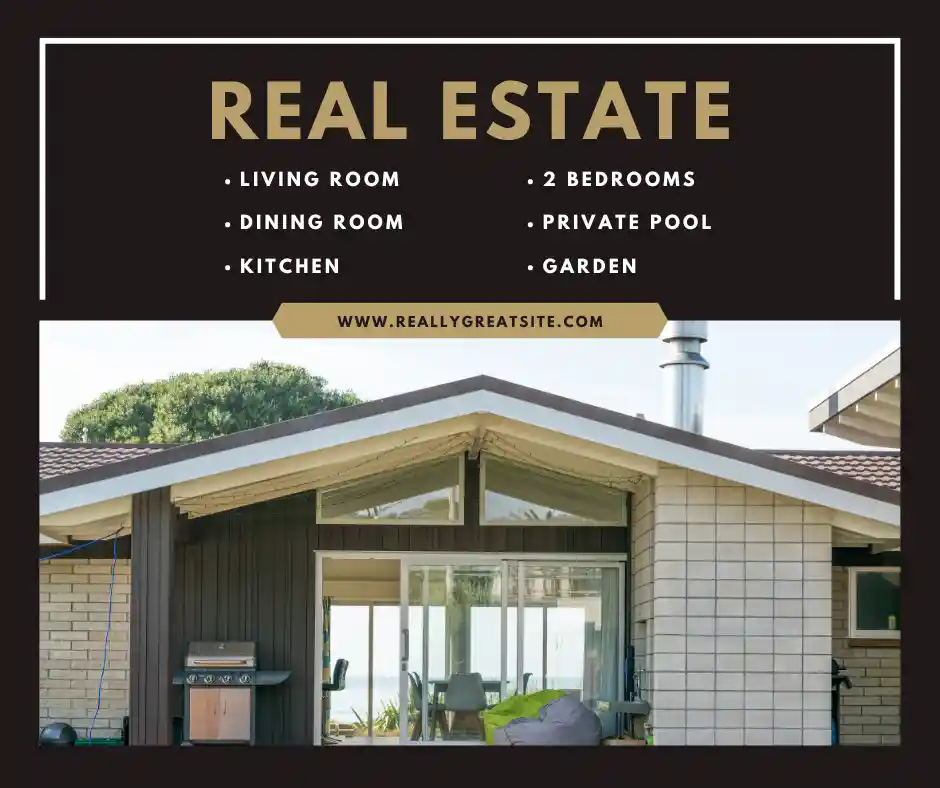 REAL ESTATE
• LIVING ROOM
• DINING ROOM
• KITCHEN
• 2 BEDROOMS
• PRIVATE POOL
• GARDEN
WWW.REALLYGREATSITE.COM